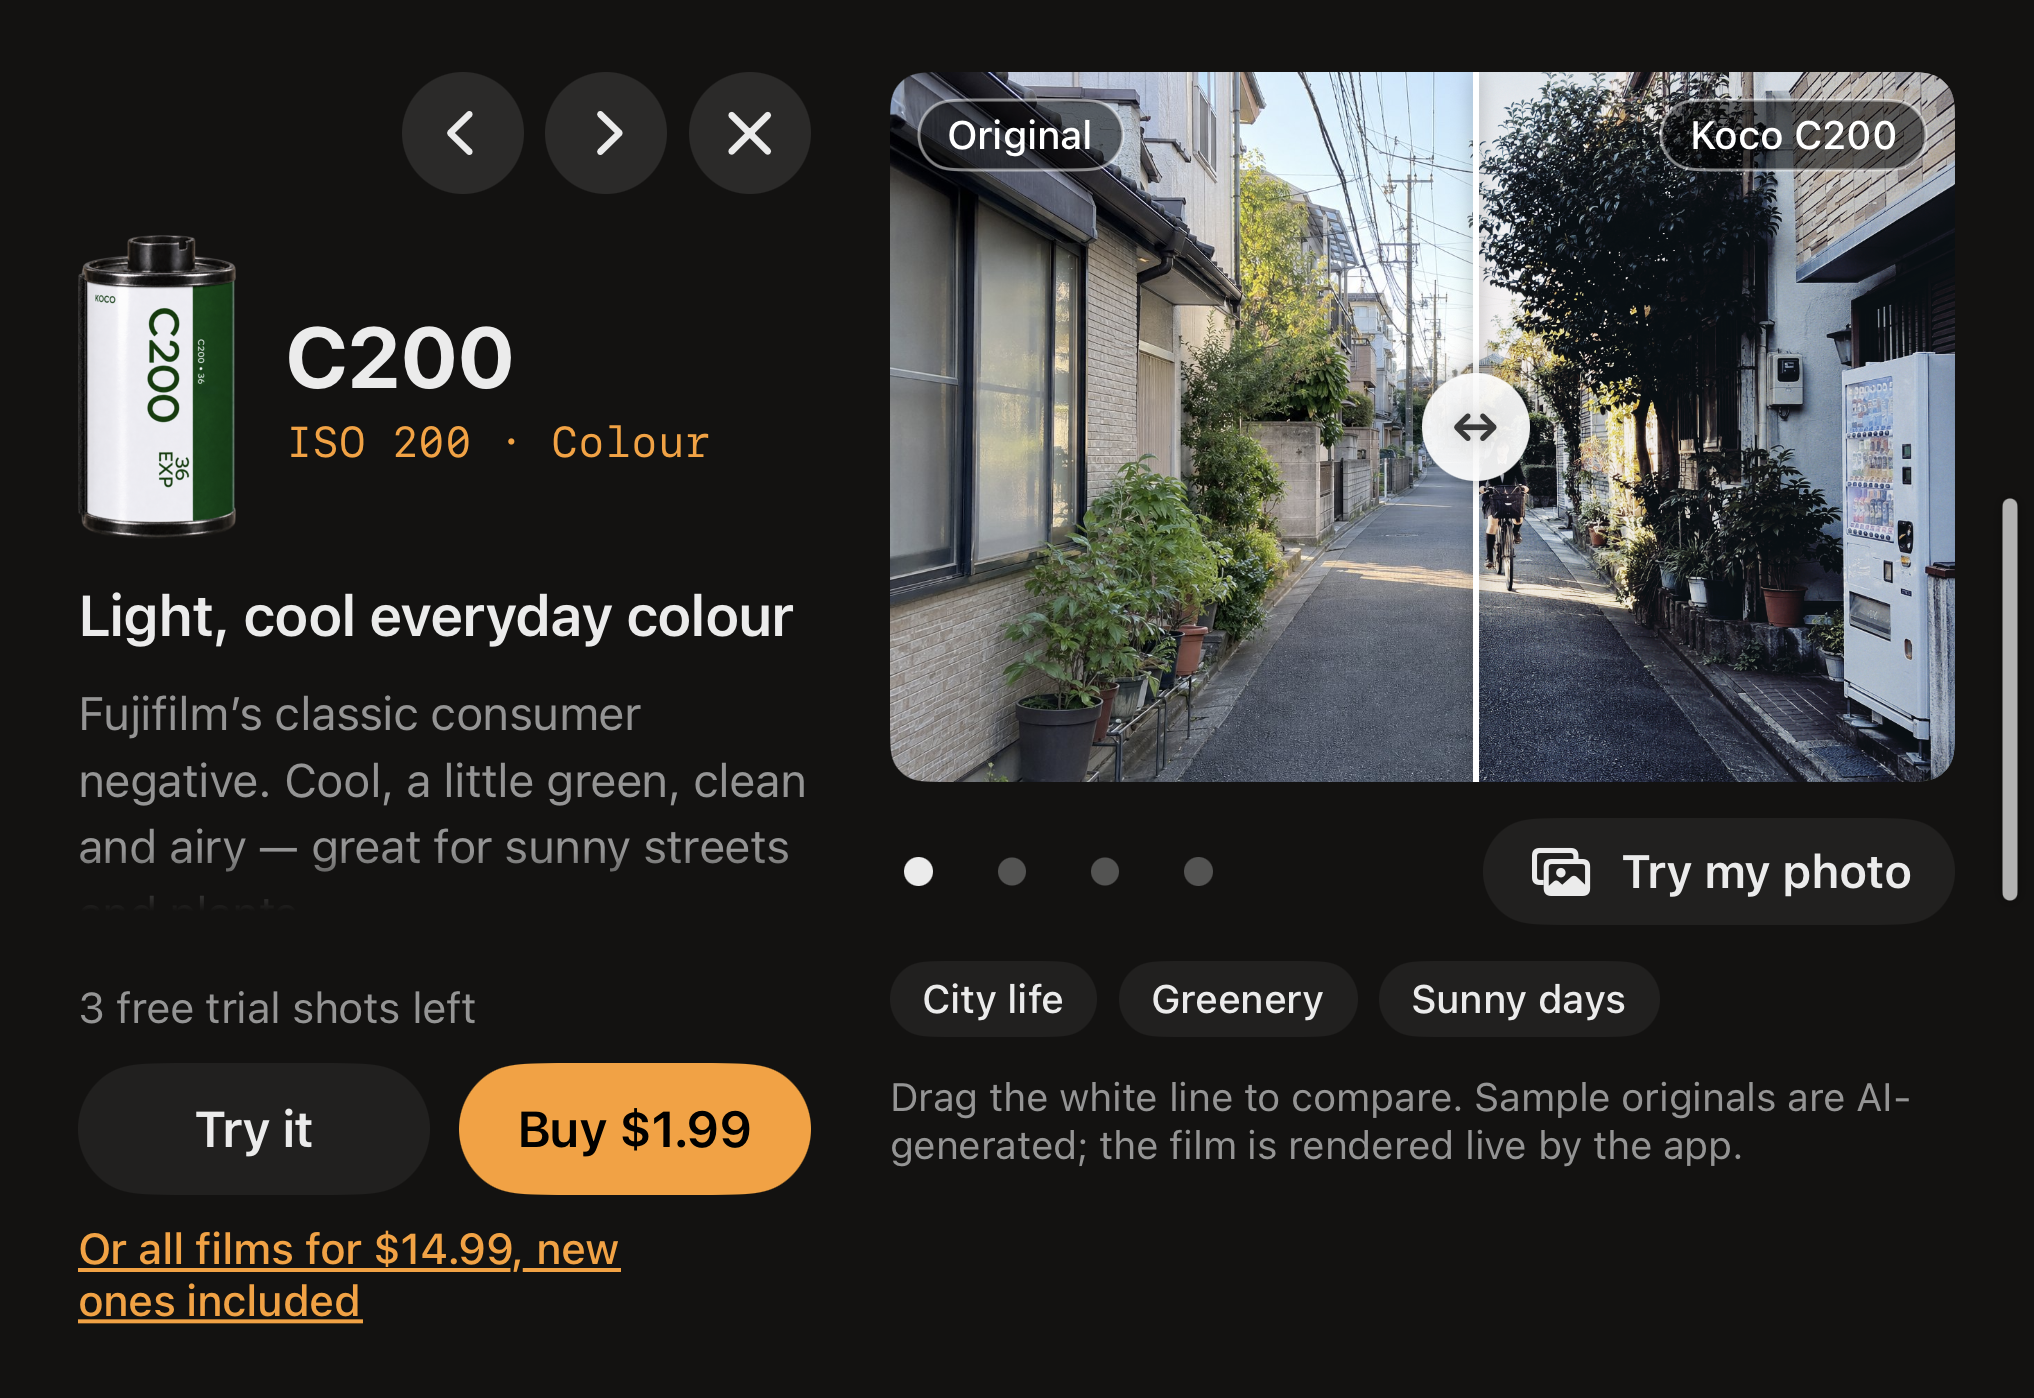 KOCO
C200
C200 • 36
36
EXP
C200
ISO 200 · Colour
Light, cool everyday colour
Fujifilm’s classic consumer
negative. Cool, a little green, clean
and airy — great for sunny streets
and plants
3 free trial shots left
Try it
Buy $1.99
Or all films for $14.99, new
ones included
Original
Koco C200
Try my photo
City life
Greenery
Sunny days
Drag the white line to compare. Sample originals are AI-
generated; the film is rendered live by the app.